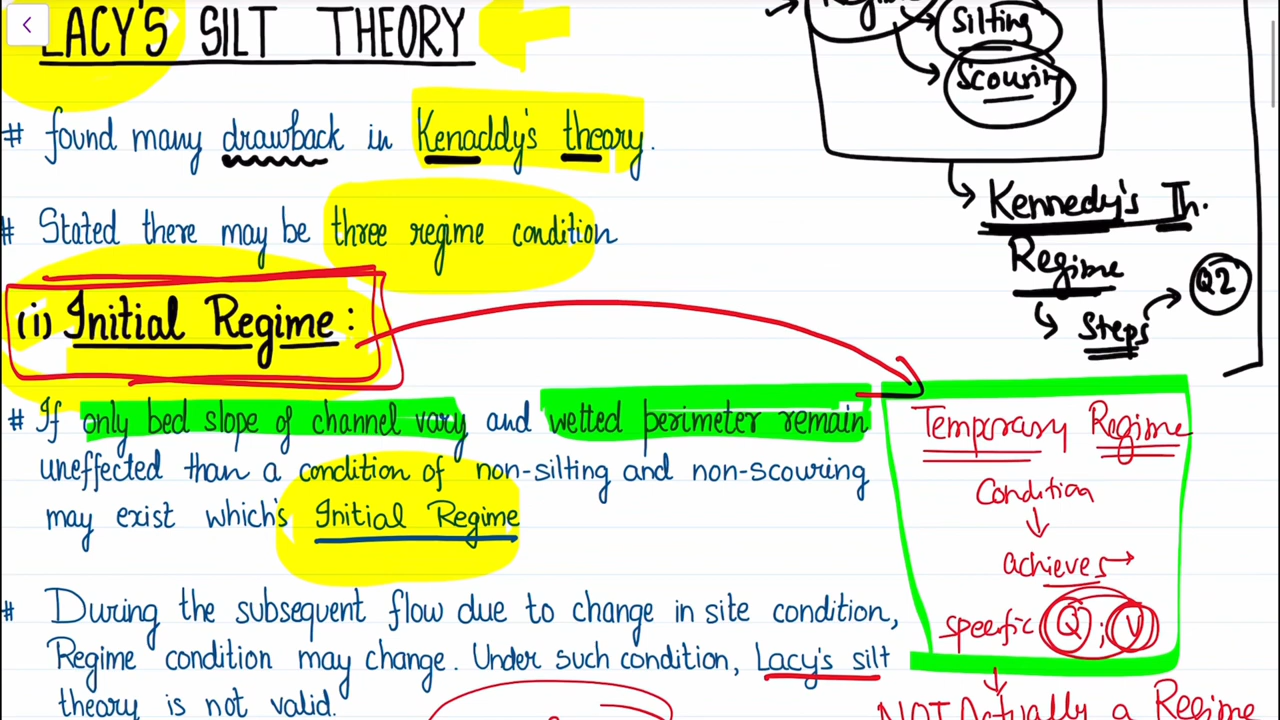 LACY'S SILT THEORY
# found many drawback in Kenaddy's theory.
# Stated there may be three regime condition
(i) Initial Regime:
# If only bed slope of channel vary and wetted perimeter remain
uneffected than a condition of non-silting and non-scouring
may exist which's Initial Regime
# During the subsequent flow due to change in site condition,
Regime condition may change. Under such condition, Lacy's silt
theory is not valid.
Silting
Scouring
Kennedy's Th.
Regime
Steps
Q2
Temporary Regime
Condition
achieves
specific Q ; V
NOT Actually a Regime